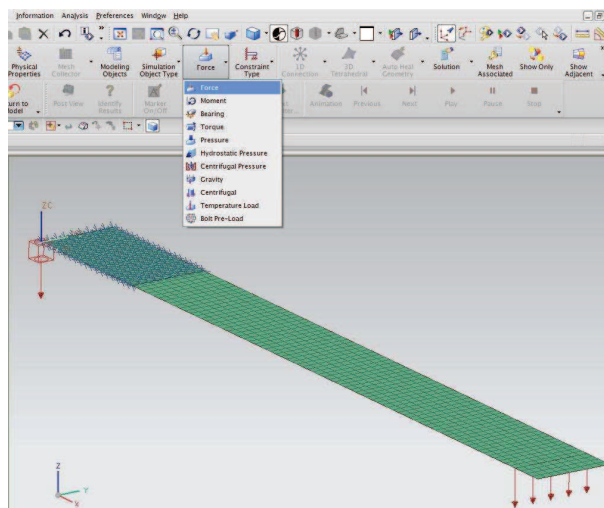 Information Analysis Preferences Window Help
Physical Properties
Mesh Collector
Modeling Objects
Simulation Object Type
Force
Constraint Type
1D Connection
2D Tetrahedral
Auto Heal Geometry
Solution
Mesh Associated
Show Only
Show Adjacent
Return to Model
Post View
Identify Results
Marker On/Off
Animation
Previous
Next
Play
Pause
Stop
Force
Moment
Bearing
Torque
Pressure
Hydrostatic Pressure
Centrifugal Pressure
Gravity
Centrifugal
Temperature Load
Bolt Pre-Load
ZC
Z
Y
X